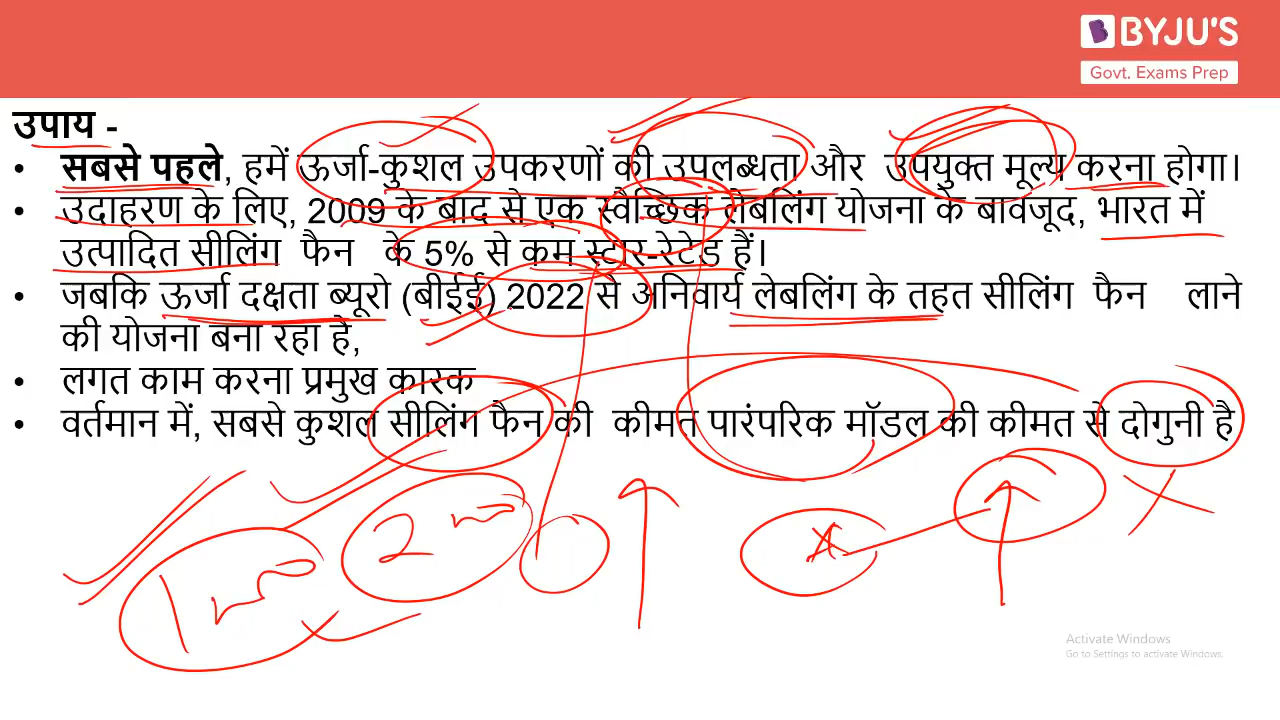 BYJU'S
Govt. Exams Prep
उपाय -
• सबसे पहले, हमें ऊर्जा-कुशल उपकरणों की उपलब्धता और उपयुक्त मूल्य करना होगा।
• उदाहरण के लिए, 2009 के बाद से एक स्वैच्छिक लेबलिंग योजना के बावजूद, भारत में
उत्पादित सीलिंग फैन के 5% से कम स्टार-रेटेड हैं।
• जबकि ऊर्जा दक्षता ब्यूरो (बीईई) 2022 से अनिवार्य लेबलिंग के तहत सीलिंग फैन लाने
की योजना बना रहा है,
• लगत काम करना प्रमुख कारक
• वर्तमान में, सबसे कुशल सीलिंग फैन की कीमत पारंपरिक मॉडल की कीमत से दोगुनी है
Activate Windows
Go to Settings to activate Windows.